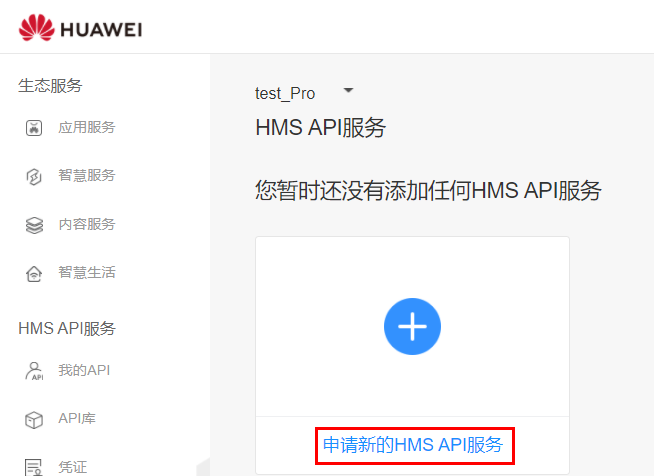 HUAWEI
生态服务
应用服务
智慧服务
内容服务
智慧生活
HMS API服务
我的API
API库
凭证
test_Pro
HMS API服务
您暂时还没有添加任何HMS API服务
申请新的HMS API服务